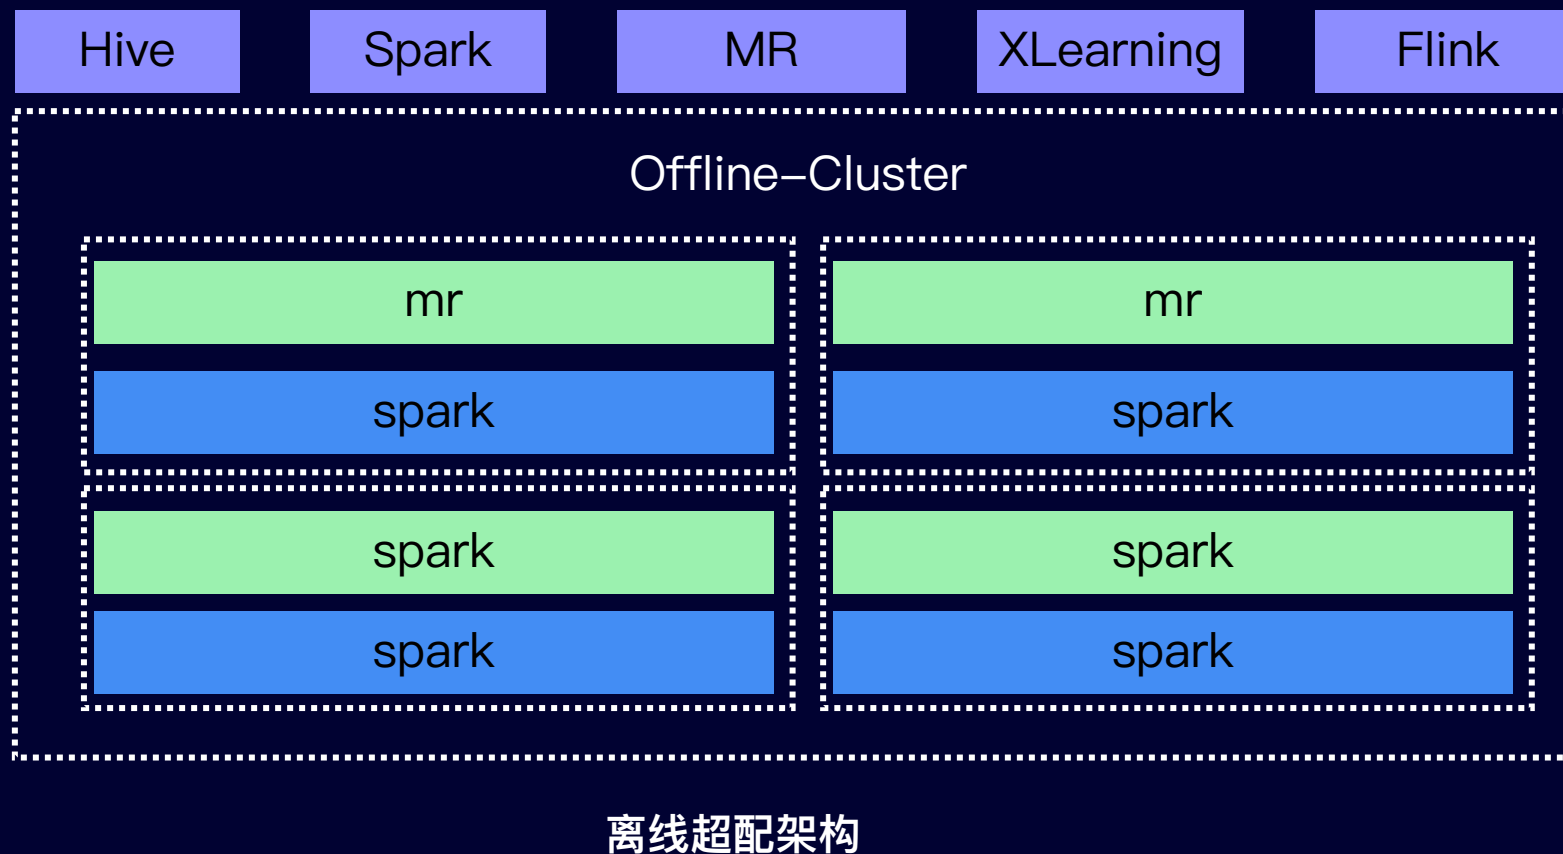 Hive Spark MR XLearning Flink
Offline-Cluster
mr mr
spark spark
spark spark
spark spark
离线超配架构